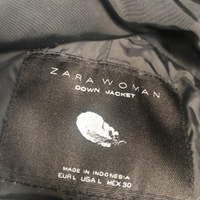 ZARA WOMAN
DOWN JACKET
MADE IN INDONESIA
EUR L USA L MEX 30